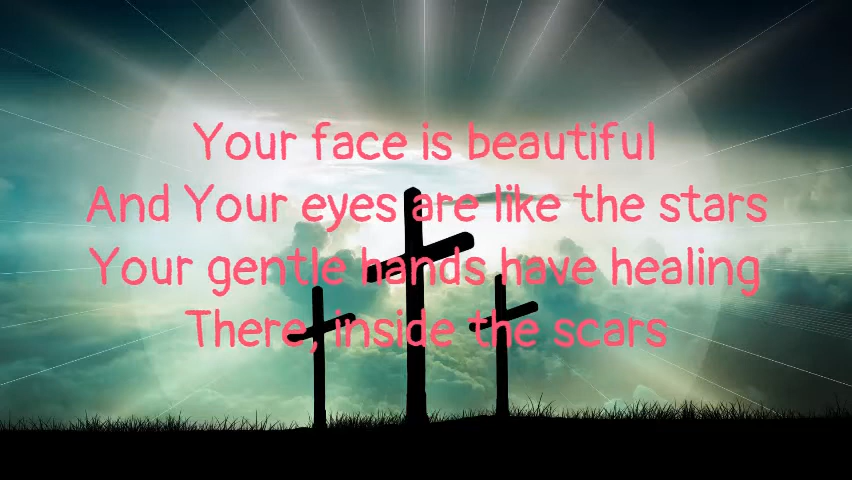 Your face is beautiful
And Your eyes are like the stars
Your gentle hands have healing
There, inside the scars